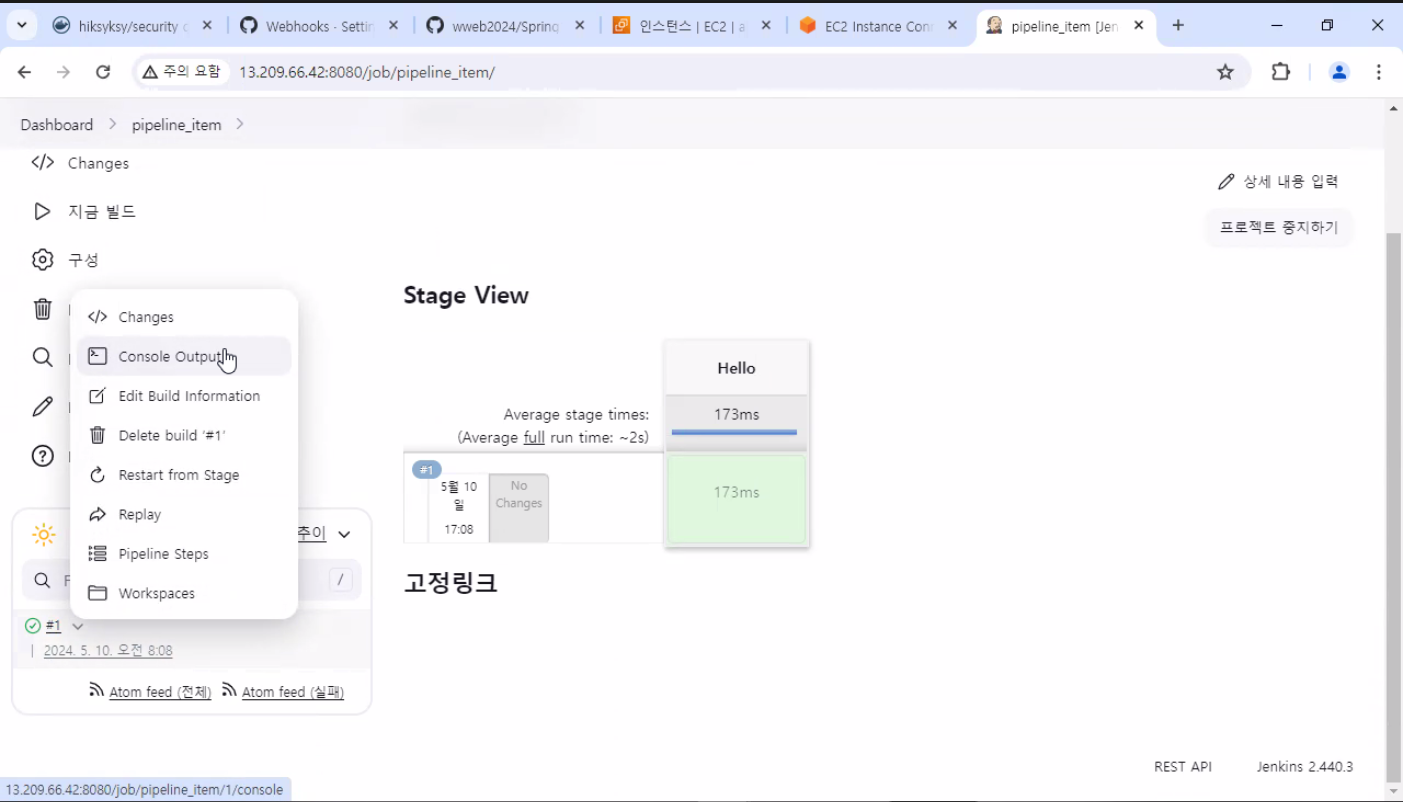 hiksyksy/security c
Webhooks · Settin
wweb2024/Spring
인스턴스 | EC2 | a
EC2 Instance Conn
pipeline_item [Jen
주의 요함
13.209.66.42:8080/job/pipeline_item/
Dashboard
pipeline_item
Changes
상세 내용 입력
지금 빌드
프로젝트 중지하기
구성
Stage View
Changes
Console Output
Edit Build Information
Delete build '#1'
Restart from Stage
Replay
Pipeline Steps
Workspaces
Hello
Average stage times:
173ms
(Average full run time: ~2s)
#1
5월 10
일
17:08
No
Changes
173ms
추이
/
고정링크
#1
2024. 5. 10. 오전 8:08
Atom feed (전체)
Atom feed (실패)
REST API
Jenkins 2.440.3
13.209.66.42:8080/job/pipeline_item/1/console